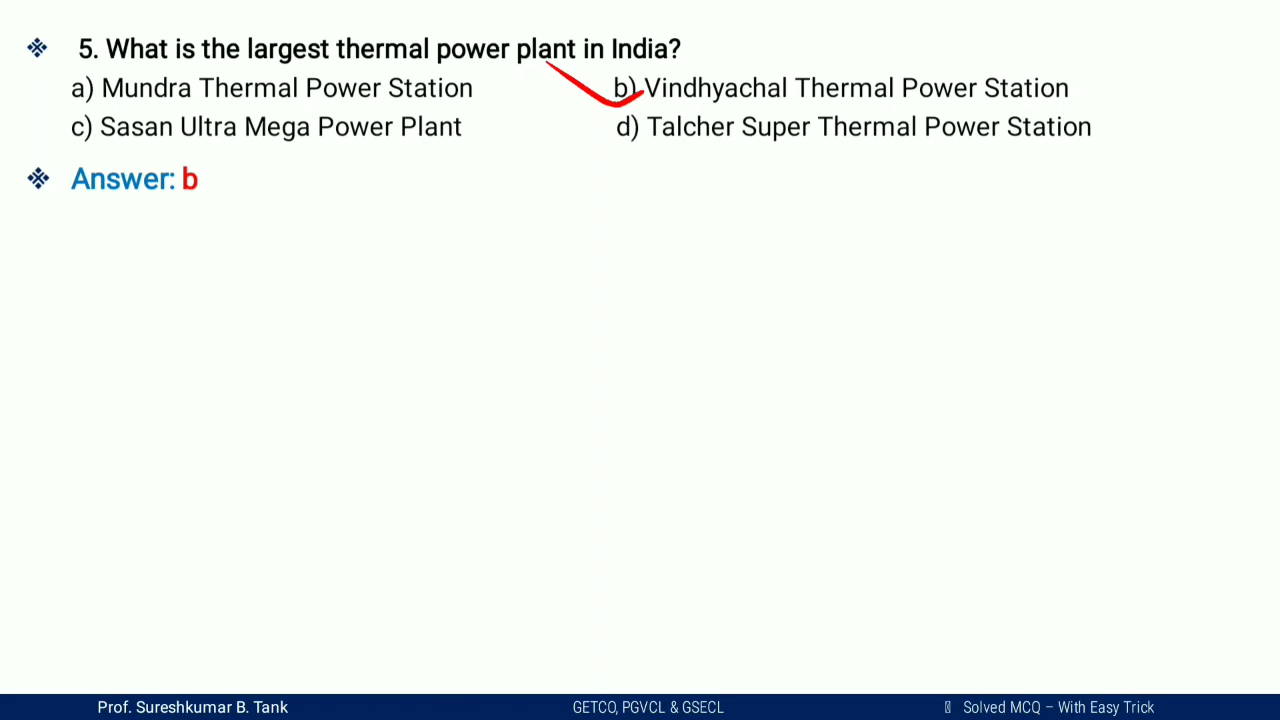 ❖ 5. What is the largest thermal power plant in India?
a) Mundra Thermal Power Station b) Vindhyachal Thermal Power Station
c) Sasan Ultra Mega Power Plant d) Talcher Super Thermal Power Station
❖ Answer: b
Prof. Sureshkumar B. Tank GETCO, PGVCL & GSECL Solved MCQ – With Easy Trick